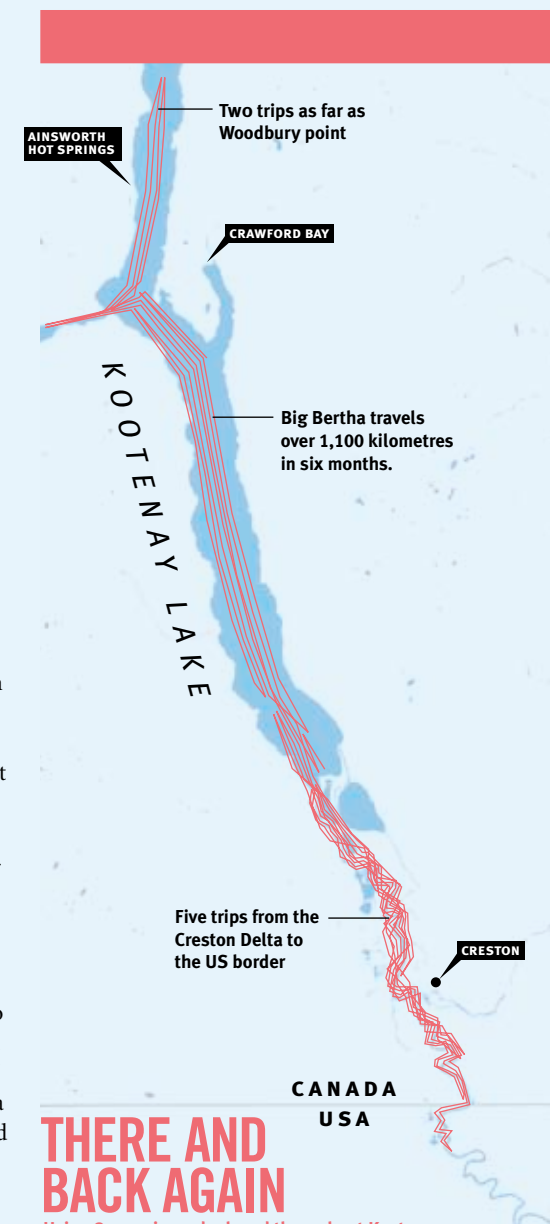 Two trips as far as
Woodbury point
AINSWORTH
HOT SPRINGS
CRAWFORD BAY
KOOTENAY LAKE
Big Bertha travels
over 1,100 kilometres
in six months.
Five trips from the
Creston Delta to
the US border
CRESTON
CANADA
USA
THERE AND
BACK AGAIN